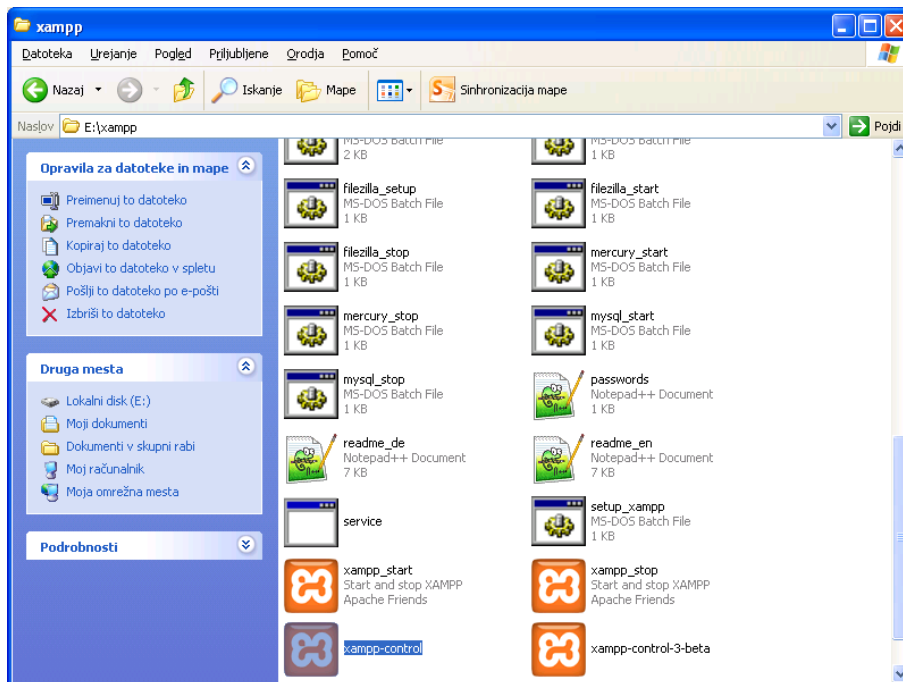 xampp
Datoteka Urejanje Pogled Priljubljene Orodja Pomoč
Nazaj Iskanje Mape Sinhronizacija mape
Naslov E:\xampp Pojdi
Opravila za datoteke in mape
Preimenuj to datoteko
Premakni to datoteko
Kopiraj to datoteko
Objavi to datoteko v spletu
Pošlji to datoteko po e-pošti
Izbriši to datoteko
Druga mesta
Lokalni disk (E:)
Moji dokumenti
Dokumenti v skupni rabi
Moj računalnik
Moja omrežna mesta
Podrobnosti
MS-DOS Batch File
2 KB
MS-DOS Batch File
1 KB
filezilla_setup
MS-DOS Batch File
1 KB
filezilla_start
MS-DOS Batch File
1 KB
filezilla_stop
MS-DOS Batch File
1 KB
mercury_start
MS-DOS Batch File
1 KB
mercury_stop
MS-DOS Batch File
1 KB
mysql_start
MS-DOS Batch File
1 KB
mysql_stop
MS-DOS Batch File
1 KB
passwords
Notepad++ Document
1 KB
readme_de
Notepad++ Document
7 KB
readme_en
Notepad++ Document
7 KB
service
setup_xampp
MS-DOS Batch File
1 KB
xampp_start
Start and stop XAMPP
Apache Friends
xampp_stop
Start and stop XAMPP
Apache Friends
xampp-control
xampp-control-3-beta